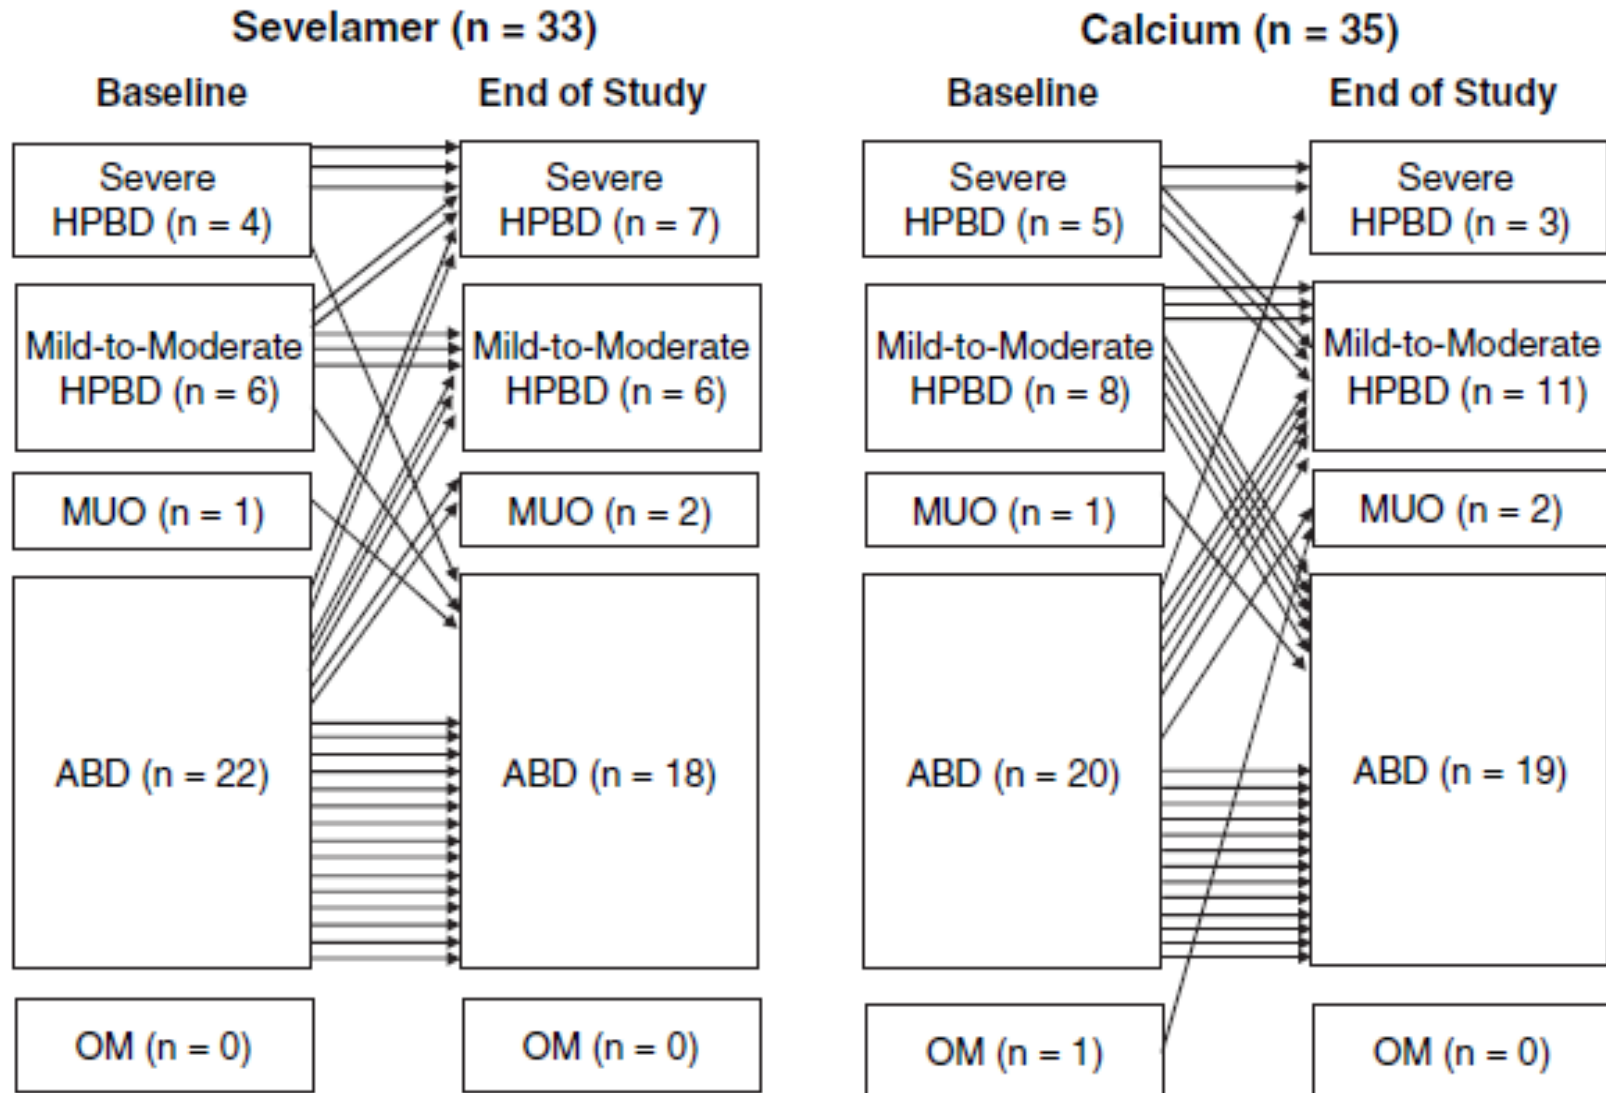 Sevelamer (n = 33)
Baseline
End of Study
Severe
HPBD (n = 4)
Severe
HPBD (n = 7)
Mild-to-Moderate
HPBD (n = 6)
Mild-to-Moderate
HPBD (n = 6)
MUO (n = 1)
MUO (n = 2)
ABD (n = 22)
ABD (n = 18)
OM (n = 0)
OM (n = 0)
Calcium (n = 35)
Baseline
End of Study
Severe
HPBD (n = 5)
Severe
HPBD (n = 3)
Mild-to-Moderate
HPBD (n = 8)
Mild-to-Moderate
HPBD (n = 11)
MUO (n = 1)
MUO (n = 2)
ABD (n = 20)
ABD (n = 19)
OM (n = 1)
OM (n = 0)